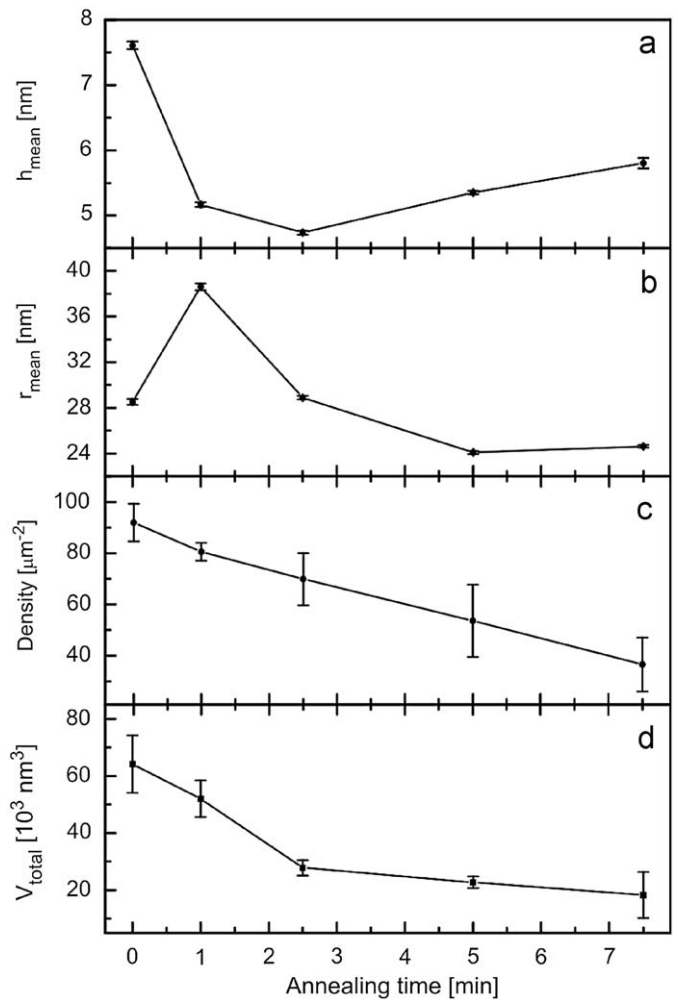 a
8
7
6
5
h_mean [nm]
b
40
36
32
28
24
r_mean [nm]
c
100
80
60
40
Density [μm⁻²]
d
80
60
40
20
V_total [10³ nm³]
0 1 2 3 4 5 6 7
Annealing time [min]